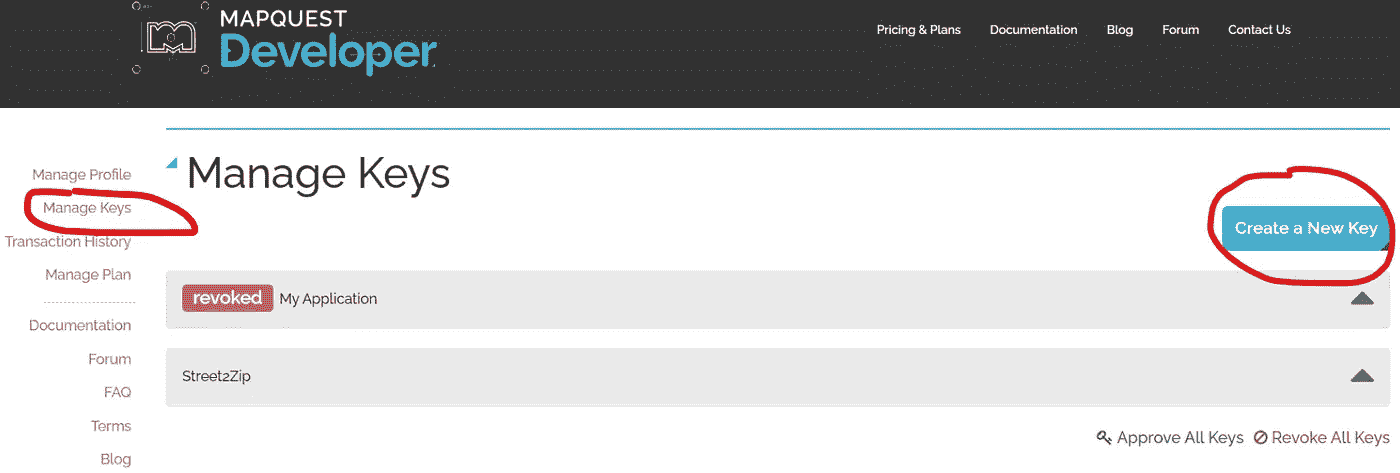 MAPQUEST
Developer
Pricing & Plans
Documentation
Blog
Forum
Contact Us
Manage Profile
Manage Keys
Transaction History
Manage Plan
Documentation
Forum
FAQ
Terms
Blog
Manage Keys
Create a New Key
revoked My Application
Street2Zip
Approve All Keys Revoke All Keys